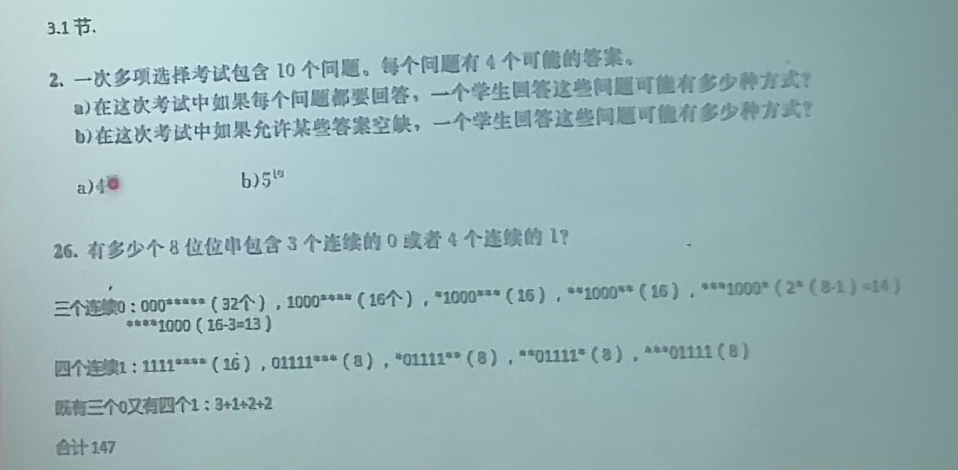 3.1 节.
2. 一次多项选择考试包含 10 个问题。每个问题有 4 个可能的答案。
a)在这次考试中如果每个问题都要回答，一个学生回答这些问题可能有多少种方式?
b)在这次考试中如果允许某些答案空缺，一个学生回答这些问题可能有多少种方式?
a)4 b)5¹⁰
26. 有多少个 8 位位串包含 3 个连续的 0 或者 4 个连续的 1?
三个连续0：000*****（32个），1000****（16个），*1000***（16），**1000**（16），***1000*（2*（8-1）=14）
****1000（16-3=13）
四个连续1：1111****（16），01111***（8），*01111**（8），**01111*（8），***01111（8）
既有三个0又有四个1：3+1+2+2
合计 147